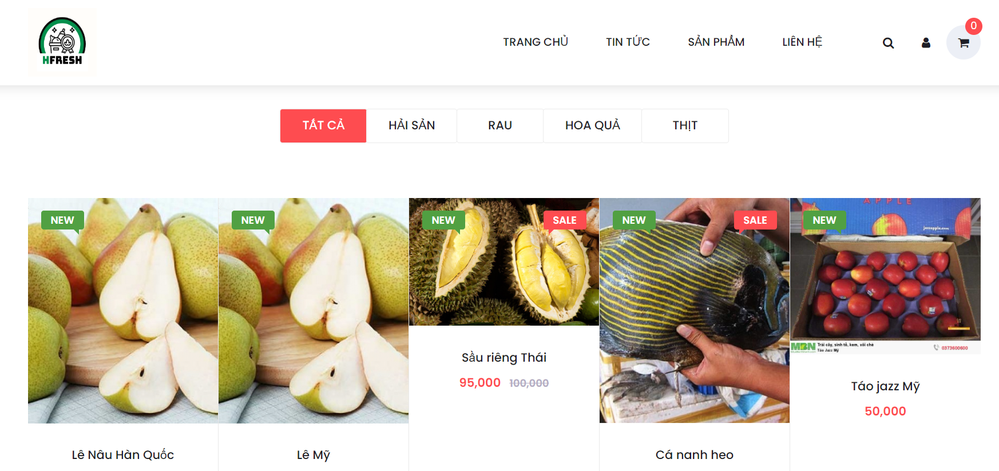 HFRESH
TRANG CHỦ
TIN TỨC
SẢN PHẨM
LIÊN HỆ
0
TẤT CẢ
HẢI SẢN
RAU
HOA QUẢ
THỊT
NEW
NEW
NEW
SALE
NEW
SALE
NEW
APPLE
jazzapple.com
MBN
Trái cây, sinh tố, kem, xôi chè
Táo Jazz Mỹ
0373600600
Lê Nâu Hàn Quốc
Lê Mỹ
Sầu riêng Thái
95,000 100,000
Cá nanh heo
Táo jazz Mỹ
50,000